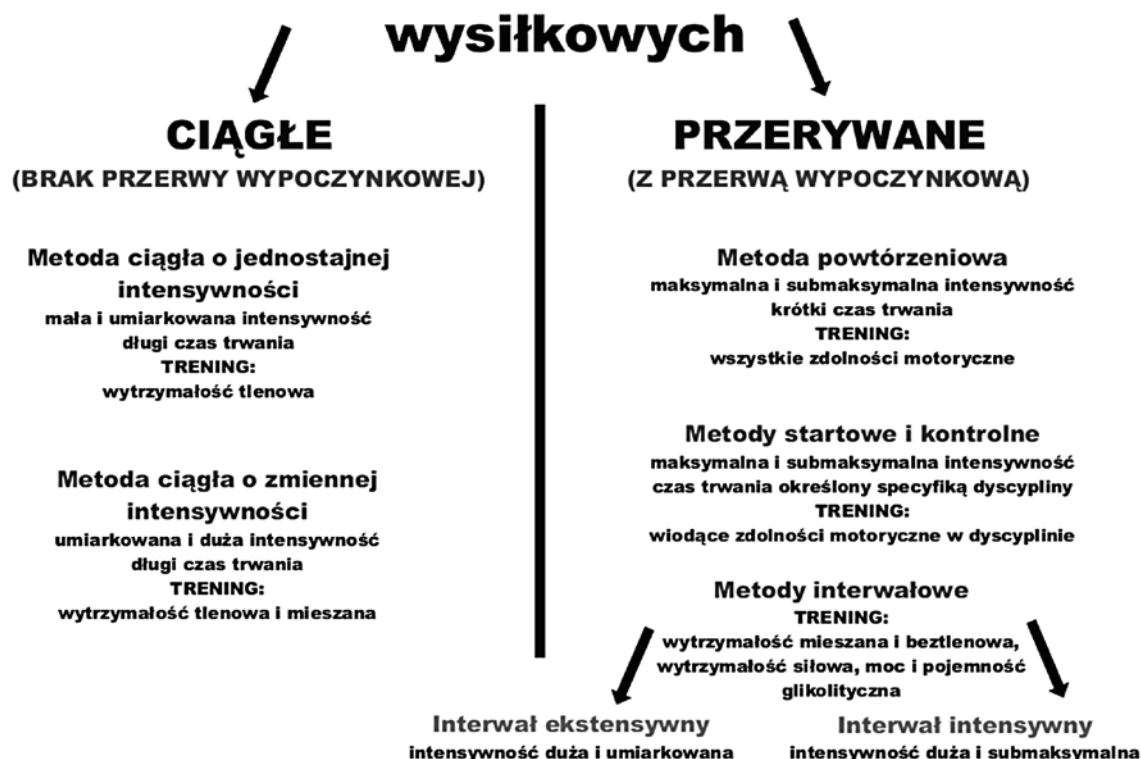 wysiłkowych
CIĄGŁE
(BRAK PRZERWY WYPOCZYNKOWEJ)
Metoda ciągła o jednostajnej
intensywności
mała i umiarkowana intensywność
długi czas trwania
TRENING:
wytrzymałość tlenowa
Metoda ciągła o zmiennej
intensywności
umiarkowana i duża intensywność
długi czas trwania
TRENING:
wytrzymałość tlenowa i mieszana
PRZERYWANE
(Z PRZERWĄ WYPOCZYNKOWĄ)
Metoda powtórzeniowa
maksymalna i submaksymalna intensywność
krótki czas trwania
TRENING:
wszystkie zdolności motoryczne
Metody startowe i kontrolne
maksymalna i submaksymalna intensywność
czas trwania określony specyfiką dyscypliny
TRENING:
wiodące zdolności motoryczne w dyscyplinie
Metody interwałowe
TRENING:
wytrzymałość mieszana i beztlenowa,
wytrzymałość siłowa, moc i pojemność
glikolityczna
Interwał ekstensywny
intensywność duża i umiarkowana
Interwał intensywny
intensywność duża i submaksymalna